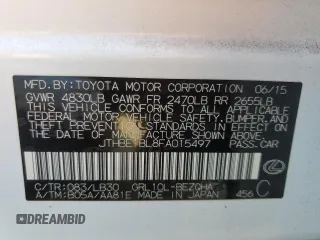 MFD.BY: TOYOTA MOTOR CORPORATION 06/15
GVWR 4830LB GAWR FR 2470LB RR 2655LB
THIS VEHICLE CONFORMS TO ALL APPLICABLE
FEDERAL MOTOR VEHICLE SAFETY, BUMPER, AND
THEFT PREVENTION STANDARDS IN EFFECT ON
THE DATE OF MANUFACTURE SHOWN ABOVE.
PASS.CAR
C/TR: 083/LB30 GRL10L-BEZQHA C
A/TM: B05A/AA81E MADE IN JAPAN 456
DEALERSHIP.COM